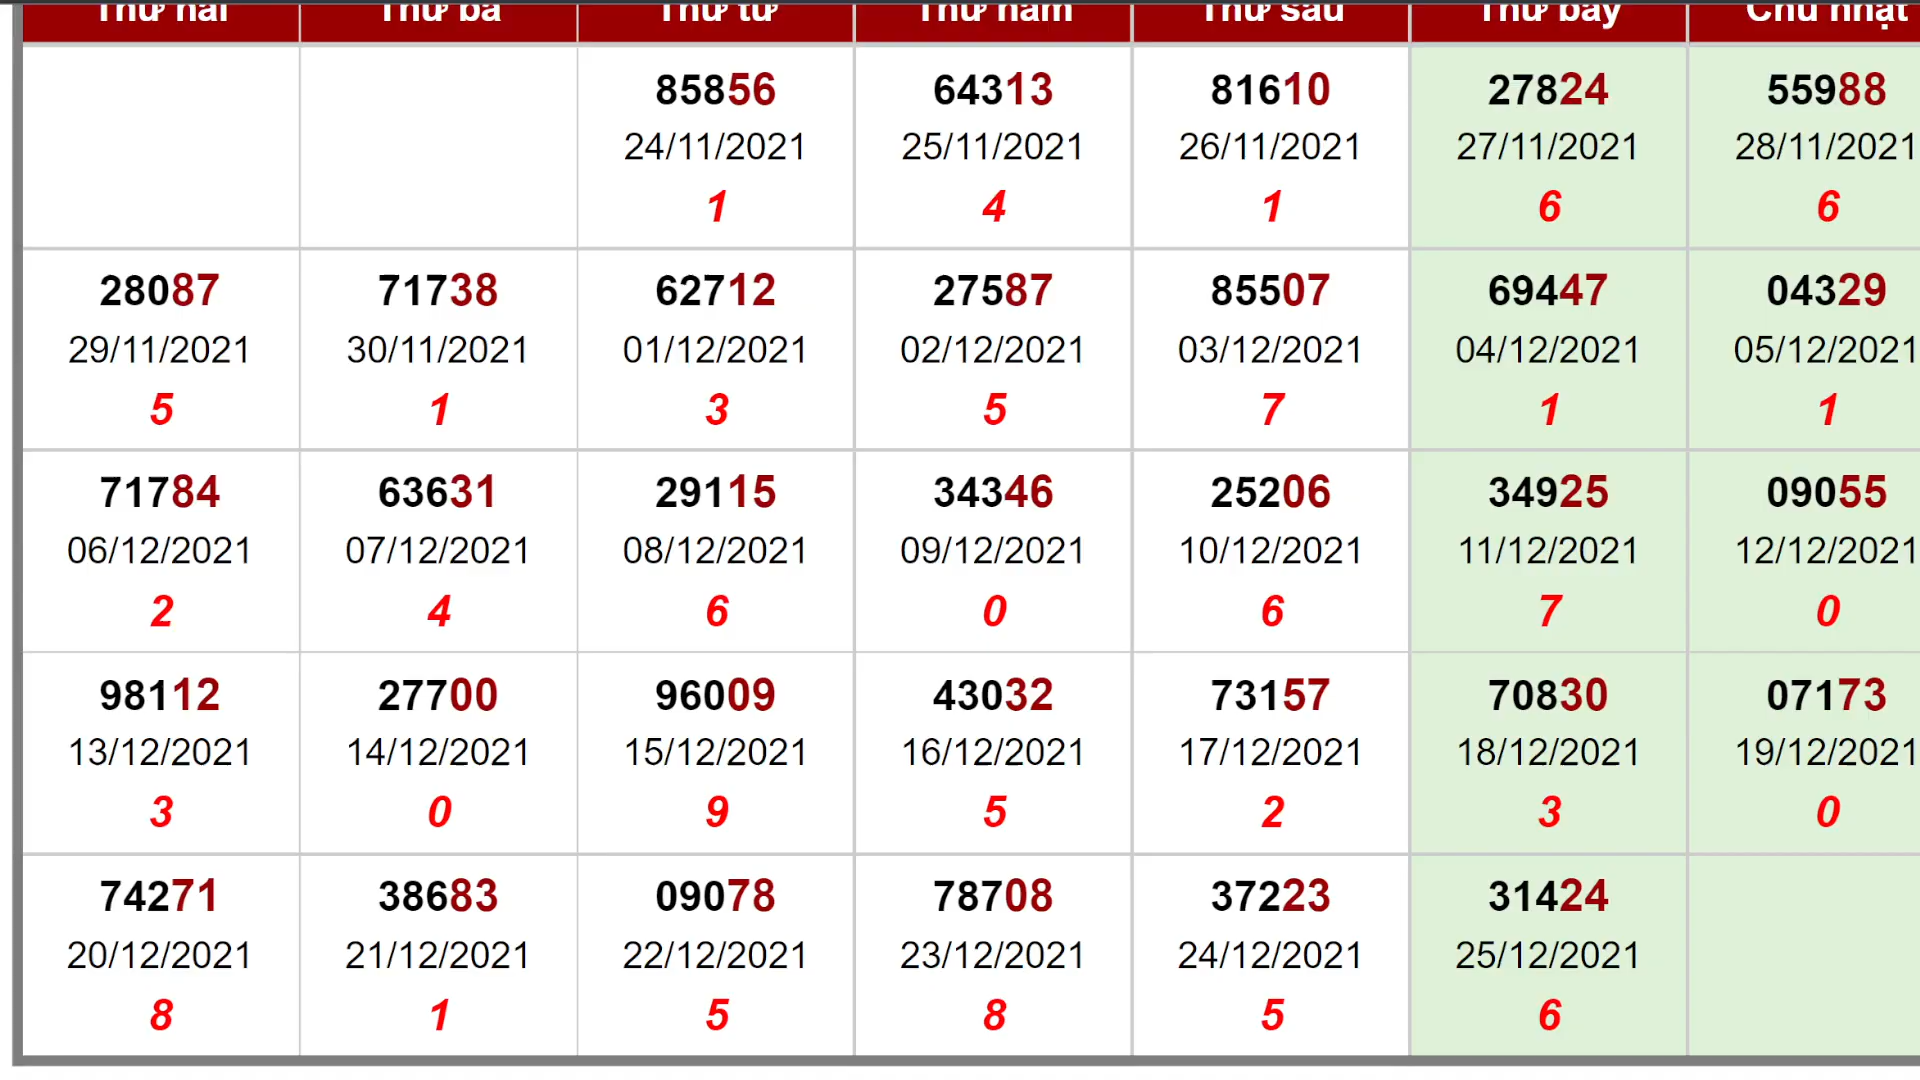 Thứ hai Thứ ba Thứ tư Thứ năm Thứ sáu Thứ bảy Chủ nhật
85856 64313 81610 27824 55988
24/11/2021 25/11/2021 26/11/2021 27/11/2021 28/11/2021
1 4 1 6 6
28087 71738 62712 27587 85507 69447 04329
29/11/2021 30/11/2021 01/12/2021 02/12/2021 03/12/2021 04/12/2021 05/12/2021
5 1 3 5 7 1 1
71784 63631 29115 34346 25206 34925 09055
06/12/2021 07/12/2021 08/12/2021 09/12/2021 10/12/2021 11/12/2021 12/12/2021
2 4 6 0 6 7 0
98112 27700 96009 43032 73157 70830 07173
13/12/2021 14/12/2021 15/12/2021 16/12/2021 17/12/2021 18/12/2021 19/12/2021
3 0 9 5 2 3 0
74271 38683 09078 78708 37223 31424
20/12/2021 21/12/2021 22/12/2021 23/12/2021 24/12/2021 25/12/2021
8 1 5 8 5 6